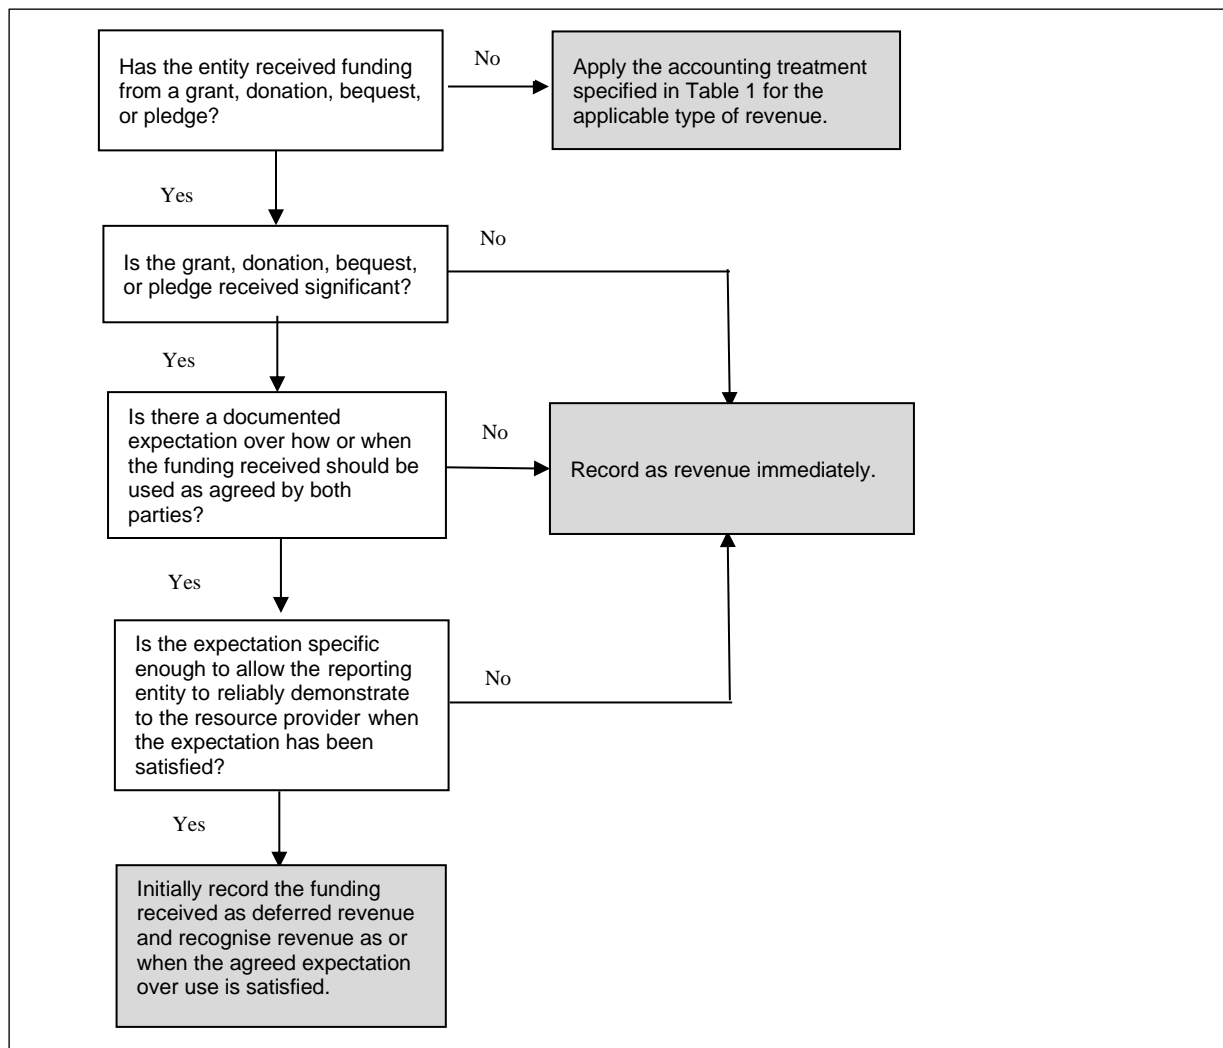 Has the entity received funding
from a grant, donation, bequest,
or pledge?
No
Apply the accounting treatment
specified in Table 1 for the
applicable type of revenue.
Yes
Is the grant, donation, bequest,
or pledge received significant?
No
Yes
Is there a documented
expectation over how or when
the funding received should be
used as agreed by both
parties?
No
Record as revenue immediately.
Yes
Is the expectation specific
enough to allow the reporting
entity to reliably demonstrate
to the resource provider when
the expectation has been
satisfied?
No
Yes
Initially record the funding
received as deferred revenue
and recognise revenue as or
when the agreed expectation
over use is satisfied.